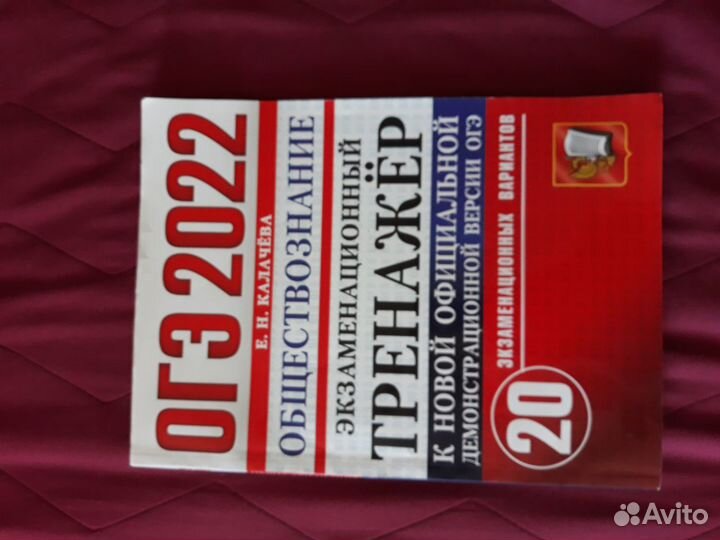 ОГЭ 2022
Е. Н. КАЛАЧЁВА
ОБЩЕСТВОЗНАНИЕ
ЭКЗАМЕНАЦИОННЫЙ
ТРЕНАЖЁР
К НОВОЙ ОФИЦИАЛЬНОЙ
ДЕМОНСТРАЦИОННОЙ ВЕРСИИ ОГЭ
20 ЭКЗАМЕНАЦИОННЫХ ВАРИАНТОВ
Avito